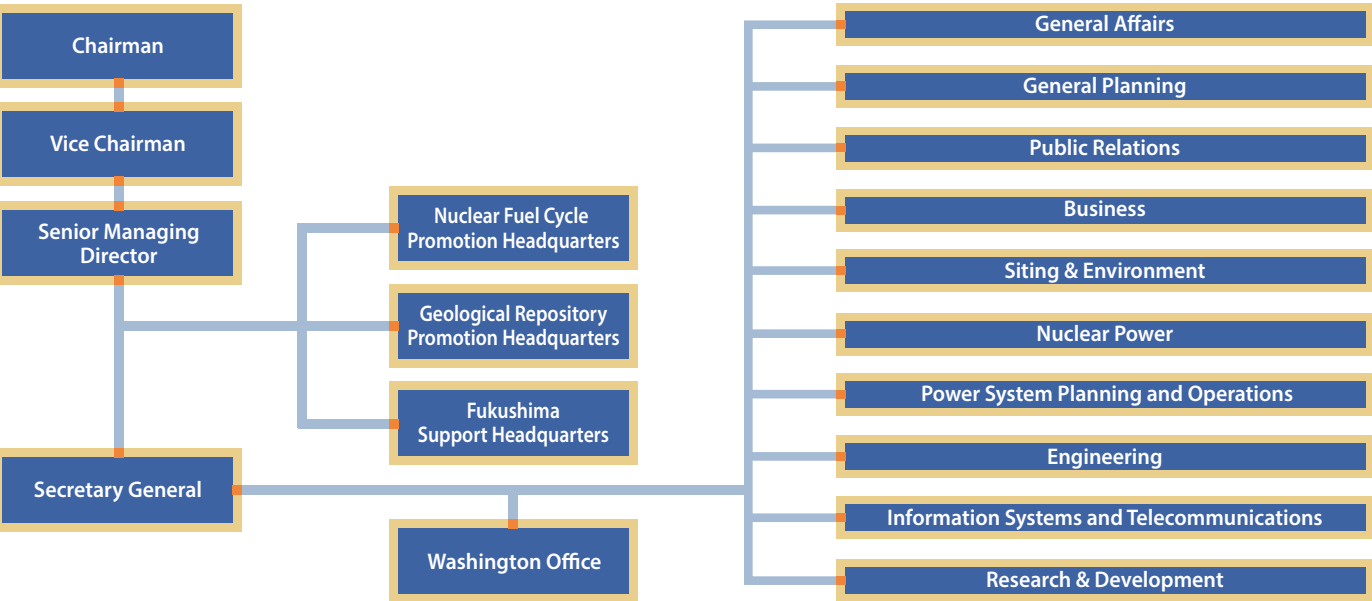 Chairman
Vice Chairman
Senior Managing
Director
Secretary General
Nuclear Fuel Cycle
Promotion Headquarters
Geological Repository
Promotion Headquarters
Fukushima
Support Headquarters
Washington Office
General Affairs
General Planning
Public Relations
Business
Siting & Environment
Nuclear Power
Power System Planning and Operations
Engineering
Information Systems and Telecommunications
Research & Development